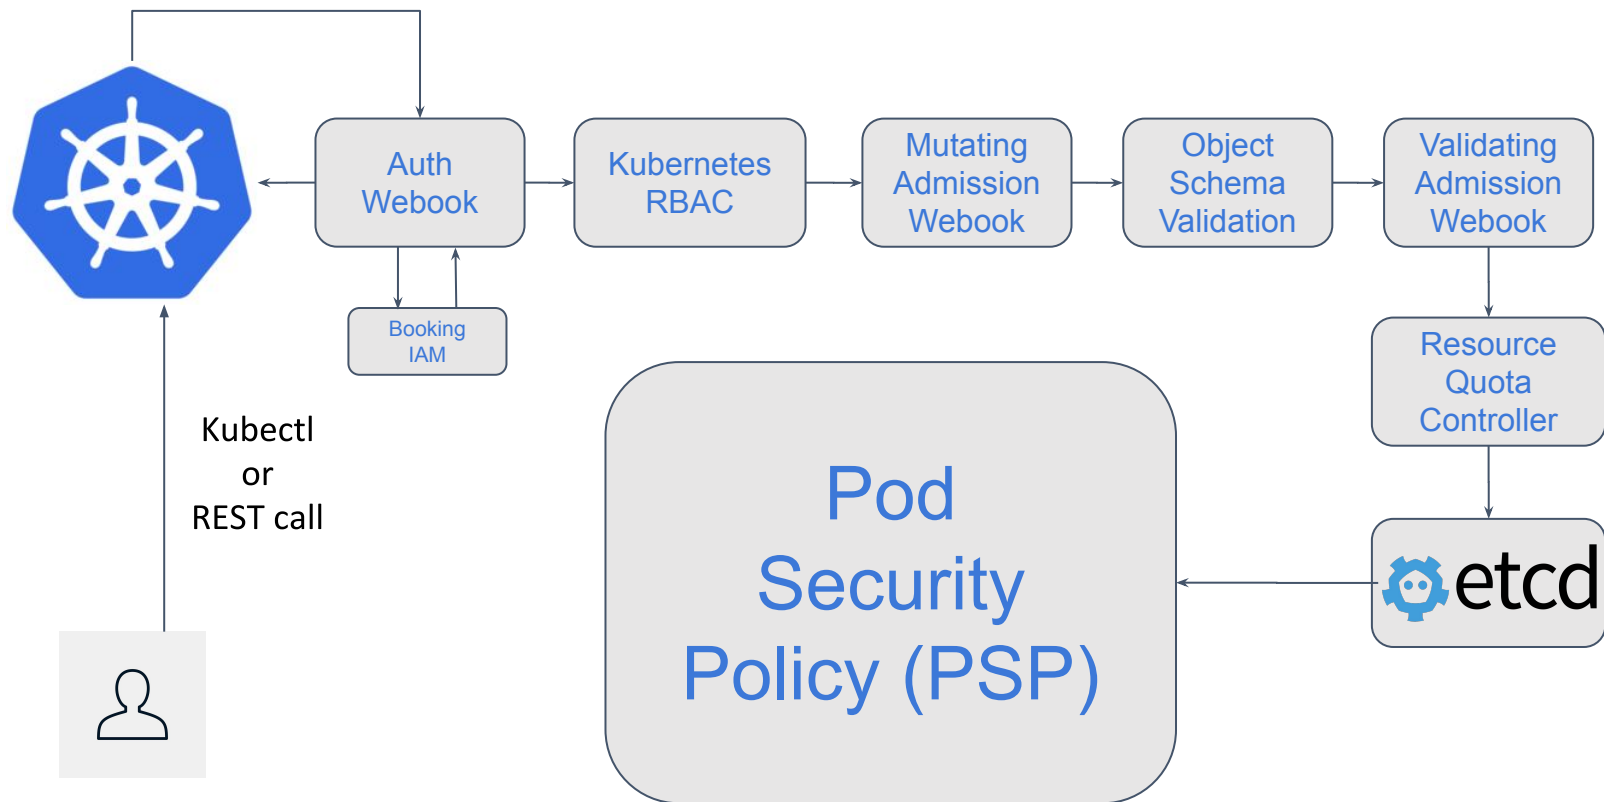 Auth
Webook
Kubernetes
RBAC
Mutating
Admission
Webook
Object
Schema
Validation
Validating
Admission
Webook
Booking
IAM
Resource
Quota
Controller
Kubectl
or
REST call
Pod
Security
Policy (PSP)
etcd